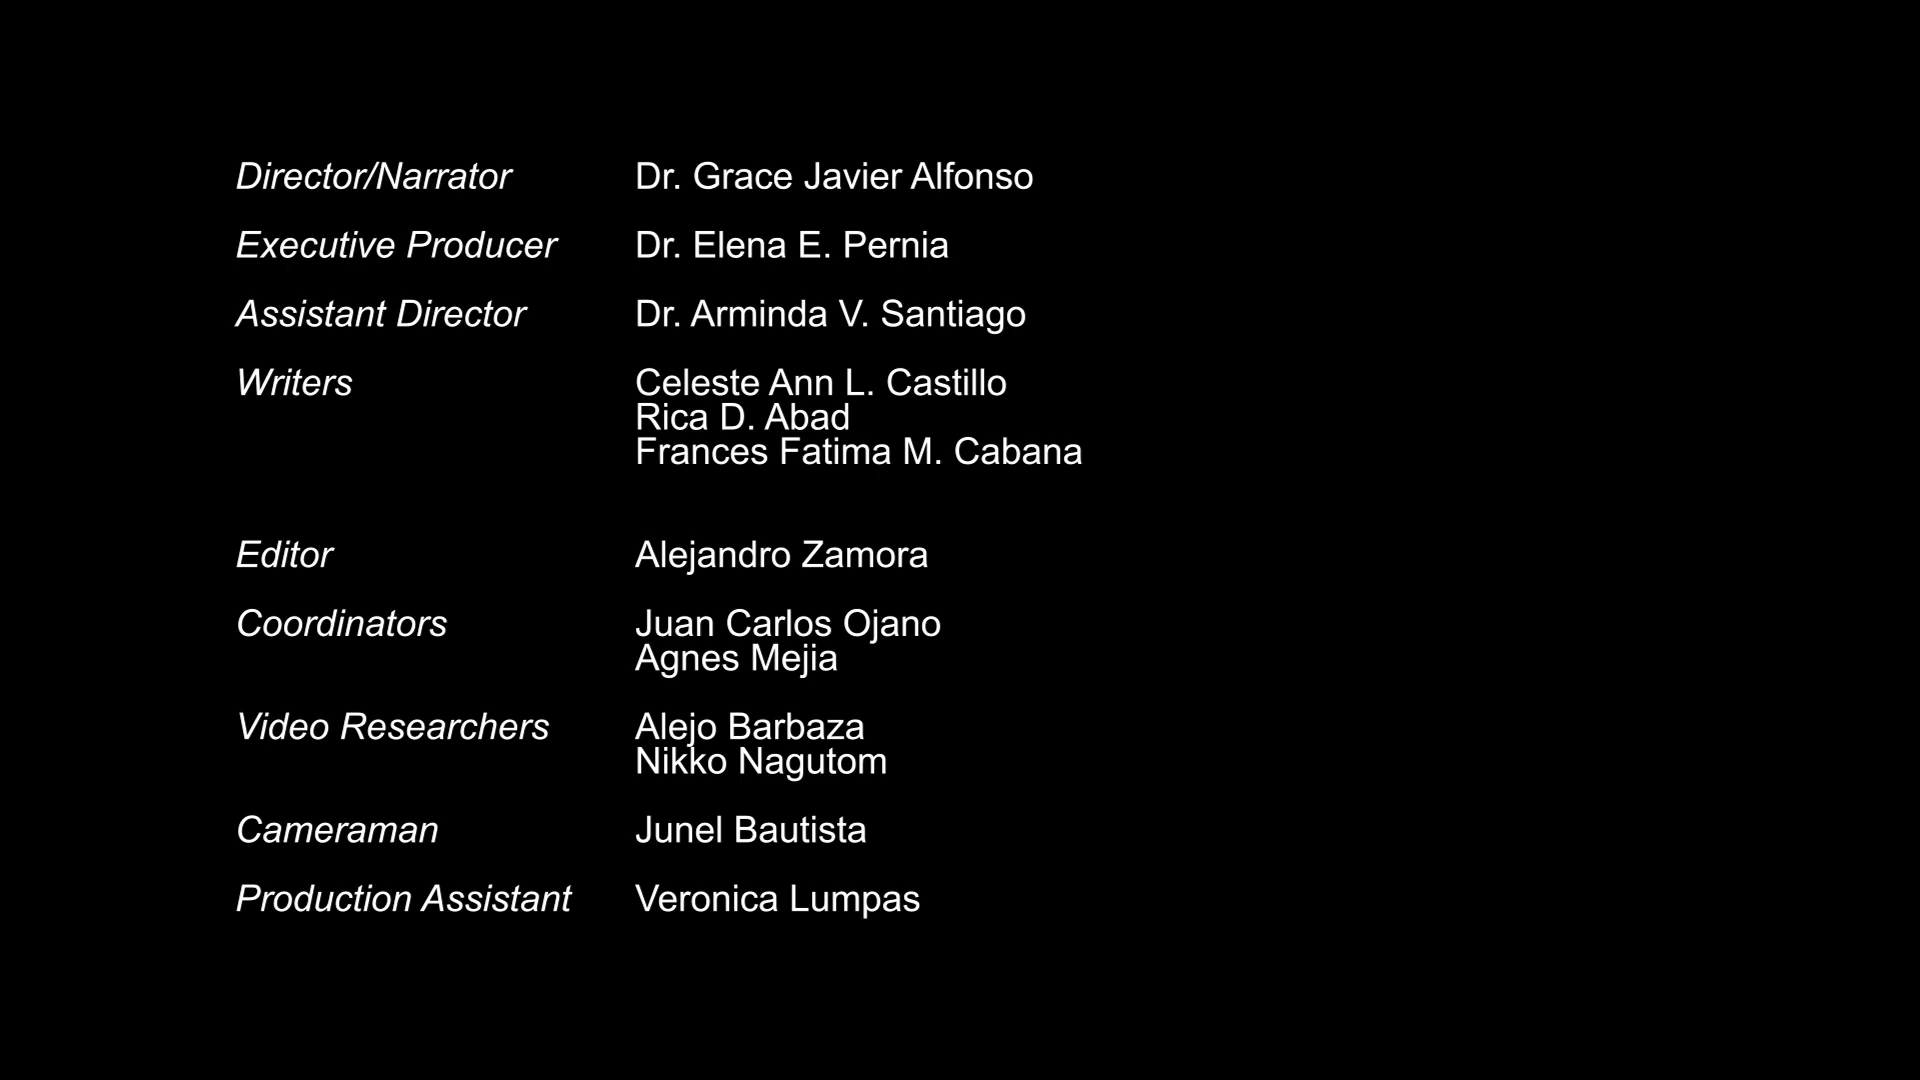 Director/Narrator Dr. Grace Javier Alfonso
Executive Producer Dr. Elena E. Pernia
Assistant Director Dr. Arminda V. Santiago
Writers Celeste Ann L. Castillo
Rica D. Abad
Frances Fatima M. Cabana
Editor Alejandro Zamora
Coordinators Juan Carlos Ojano
Agnes Mejia
Video Researchers Alejo Barbaza
Nikko Nagutom
Cameraman Junel Bautista
Production Assistant Veronica Lumpas